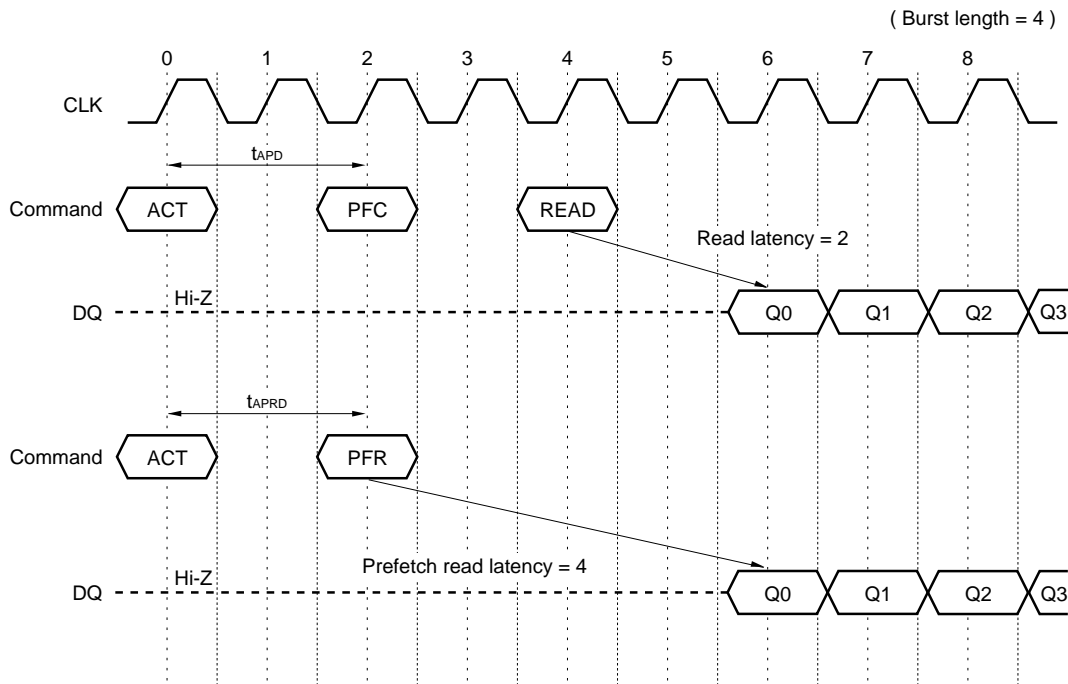 ( Burst length = 4 )
0 1 2 3 4 5 6 7 8
CLK
tAPD
Command ACT PFC READ
Read latency = 2
Hi-Z
DQ Q0 Q1 Q2 Q3
tAPRD
Command ACT PFR
Prefetch read latency = 4
Hi-Z
DQ Q0 Q1 Q2 Q3